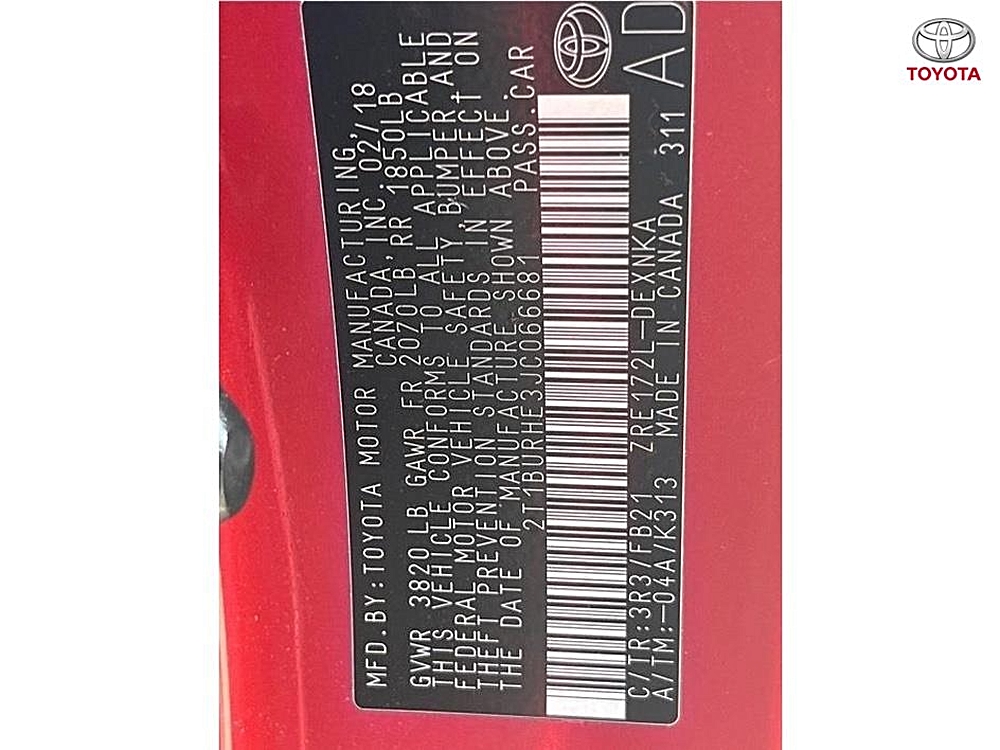 MFD.BY:TOYOTA MOTOR MANUFACTURING,
CANADA,INC. 02/18
GVWR 3820 LB GAWR FR 2070LB,RR 1850LB
THIS VEHICLE CONFORMS TO ALL APPLICABLE
FEDERAL MOTOR VEHICLE SAFETY,BUMPER AND
THEFT PREVENTION STANDARDS IN EFFECT ON
THE DATE OF MANUFACTURE SHOWN ABOVE.
2T1BURHE3JC066681 PASS.CAR
C/TR:3R3/FB21 ZRE172L-DEXNKA
A/TM:-04A/K313 MADE IN CANADA 311
AD
TOYOTA